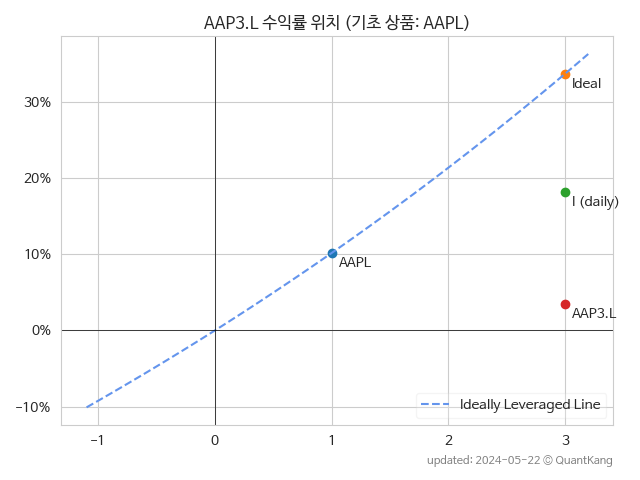 AAP3.L 수익률 위치 (기초 상품: AAPL)
30%
20%
10%
0%
−10%
Ideal
I (daily)
AAPL
AAP3.L
Ideally Leveraged Line
−1
0
1
2
3
updated: 2024-05-22 © QuantKang